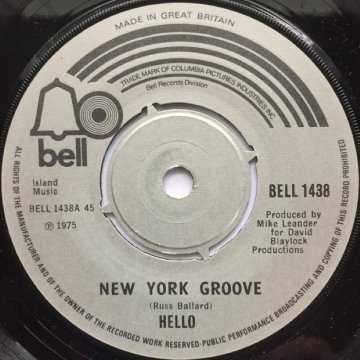 MADE IN GREAT BRITAIN
TRADE MARK OF COLUMBIA PICTURES INDUSTRIES INC.
Bell Records Division
bell
Island
Music
BELL 1438A 45
Ⓟ 1975
BELL 1438
Produced by
Mike Leander
for David
Blaylock
Productions
NEW YORK GROOVE
(Russ Ballard)
HELLO
ALL RIGHTS OF THE MANUFACTURER AND OF THE OWNER OF THE RECORDED WORK RESERVED·PUBLIC PERFORMANCE BROADCASTING AND COPYING OF THIS RECORD PROHIBITED